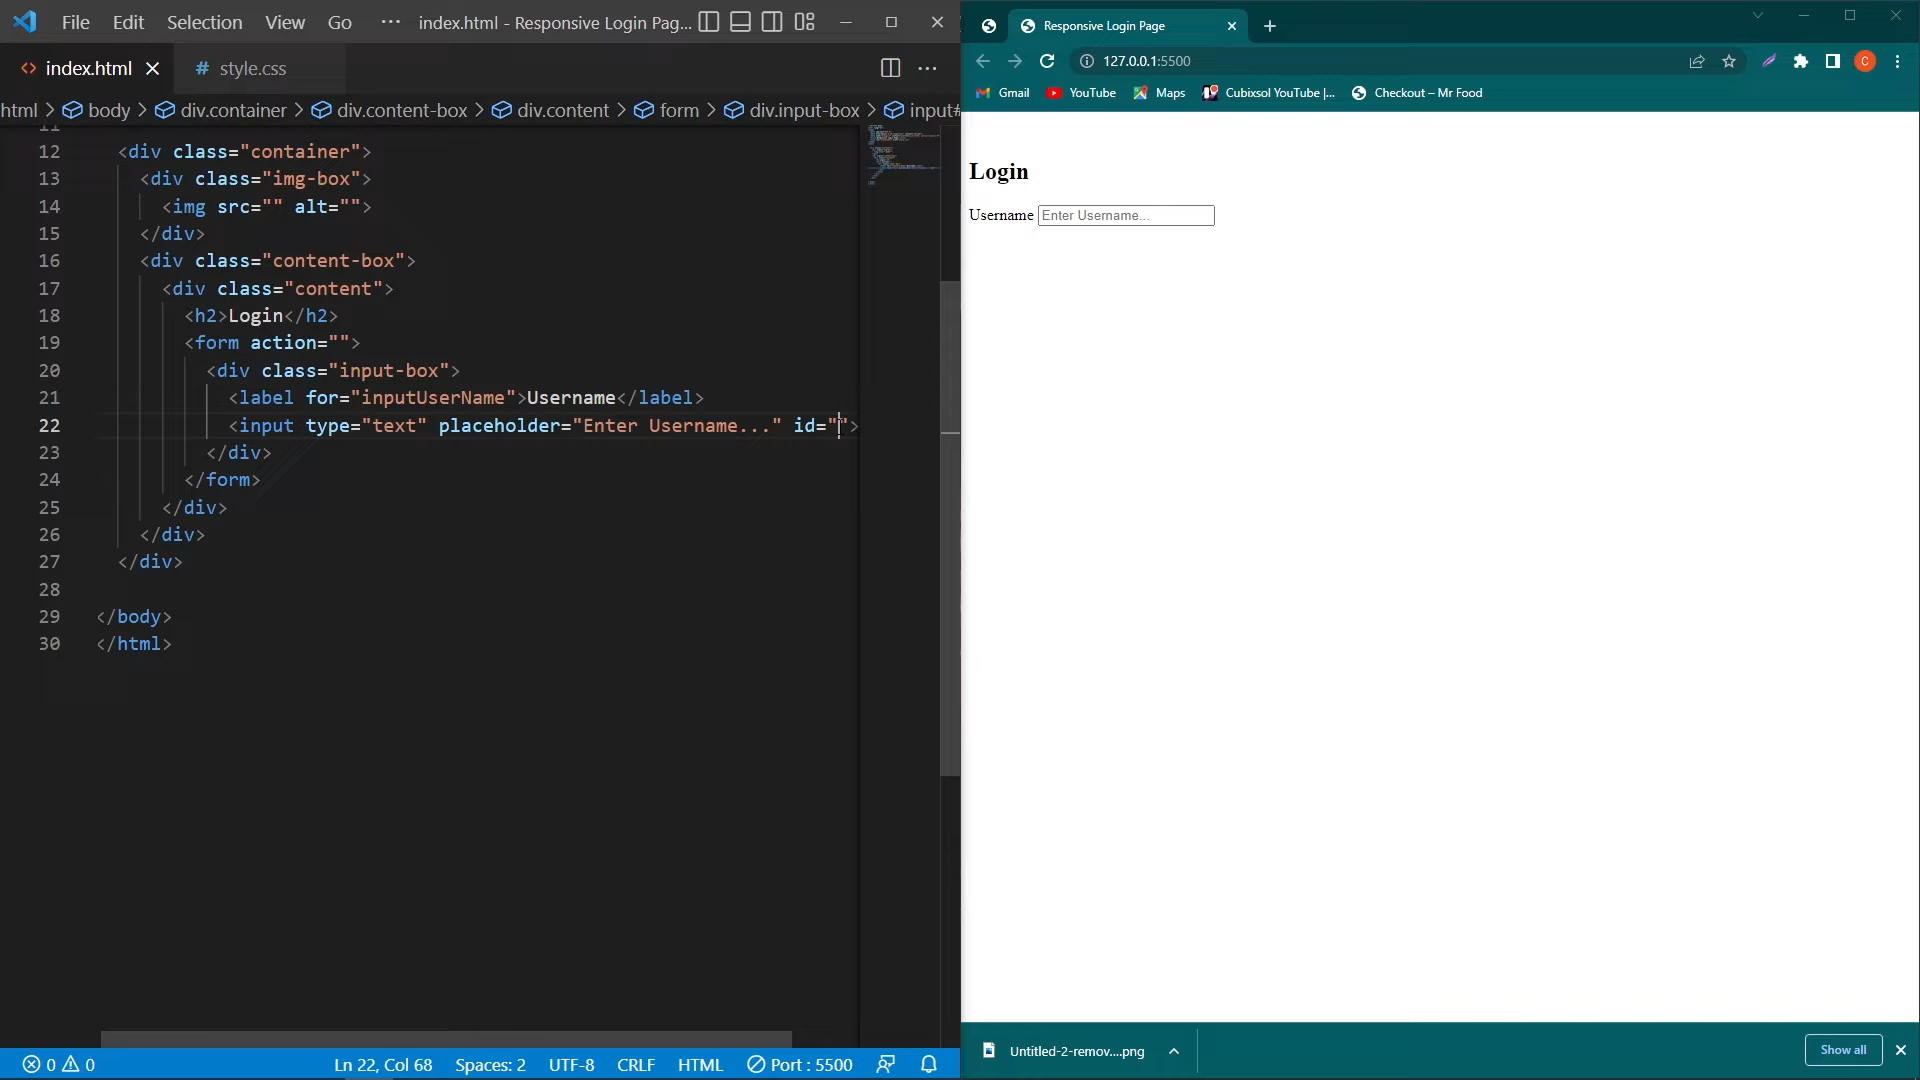 File Edit Selection View Go ··· index.html - Responsive Login Pag...
index.html
# style.css
html > body > div.container > div.content-box > div.content > form > div.input-box > input#
11
12 <div class="container">
13 <div class="img-box">
14 <img src="" alt="">
15 </div>
16 <div class="content-box">
17 <div class="content">
18 <h2>Login</h2>
19 <form action="">
20 <div class="input-box">
21 <label for="inputUserName">Username</label>
22 <input type="text" placeholder="Enter Username..." id="">
23 </div>
24 </form>
25 </div>
26 </div>
27 </div>
28
29 </body>
30 </html>
0 0 Ln 22, Col 68 Spaces: 2 UTF-8 CRLF HTML Port : 5500
Responsive Login Page
127.0.0.1:5500
C
Gmail YouTube Maps Cubixsol YouTube |... Checkout – Mr Food
Login
Username Enter Username...
Untitled-2-remov....png
Show all